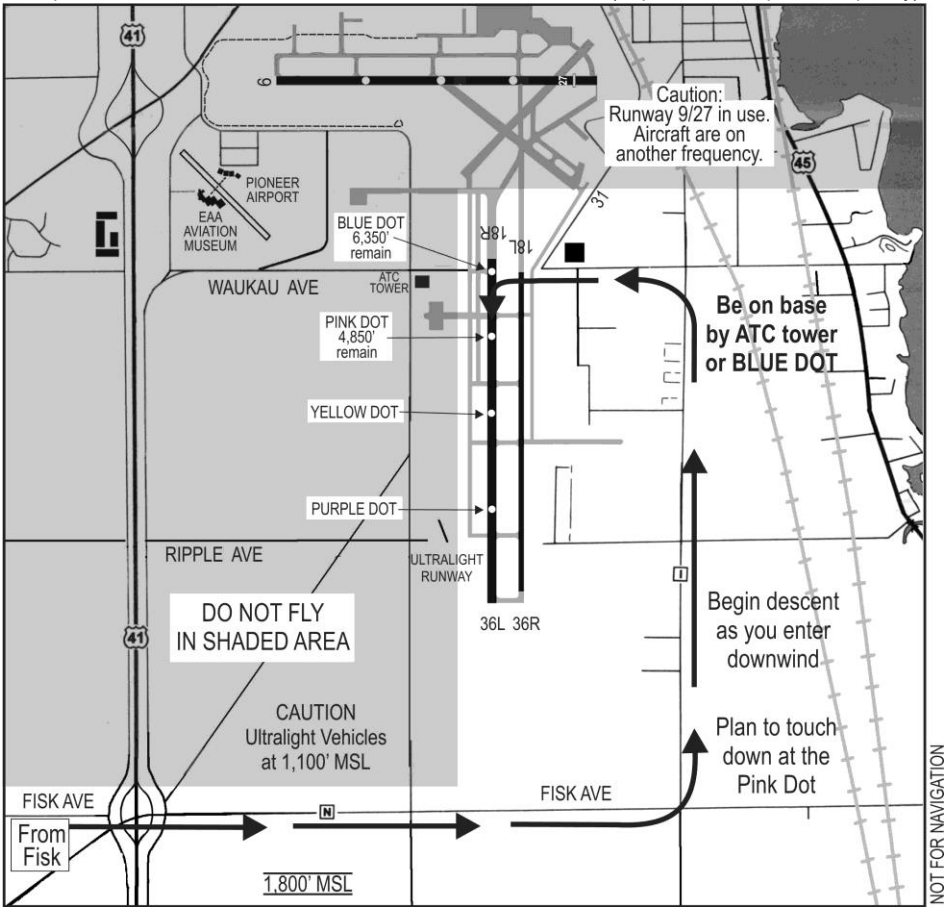 41
9
27
Caution:
Runway 9/27 in use.
Aircraft are on
another frequency.
45
PIONEER
AIRPORT
EAA
AVIATION
MUSEUM
BLUE DOT
6,350'
remain
18R
18L
31
WAUKAU AVE
ATC
TOWER
Be on base
by ATC tower
or BLUE DOT
PINK DOT
4,850'
remain
YELLOW DOT
PURPLE DOT
RIPPLE AVE
ULTRALIGHT
RUNWAY
I
DO NOT FLY
IN SHADED AREA
36L 36R
Begin descent
as you enter
downwind
41
CAUTION
Ultralight Vehicles
at 1,100' MSL
Plan to touch
down at the
Pink Dot
FISK AVE
N
FISK AVE
From
Fisk
1,800' MSL
NOT FOR NAVIGATION